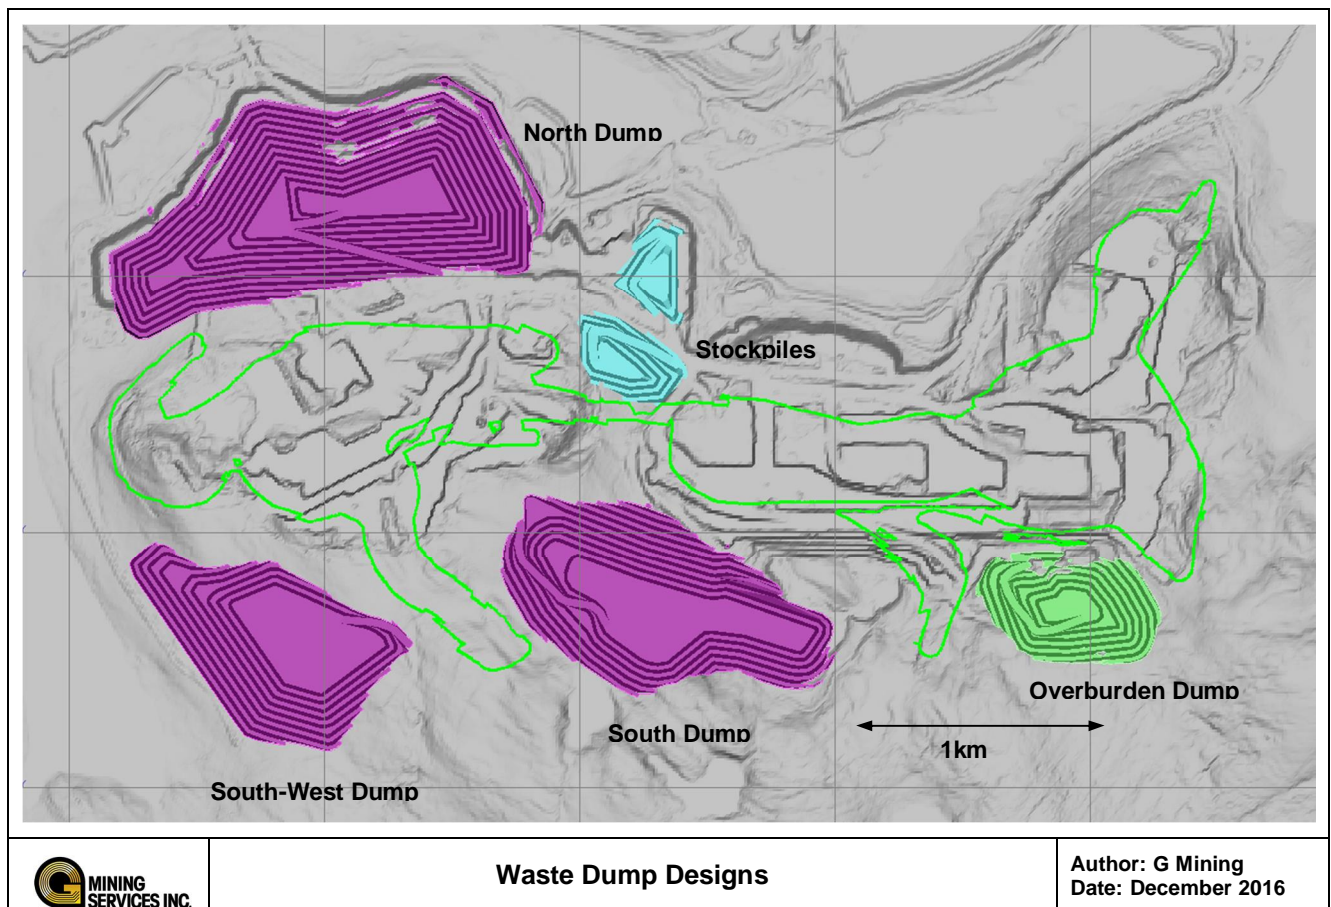 North Dump
Stockpiles
Overburden Dump
South Dump
1km
South-West Dump
G
MINING
SERVICES INC.
Waste Dump Designs
Author: G Mining
Date: December 2016